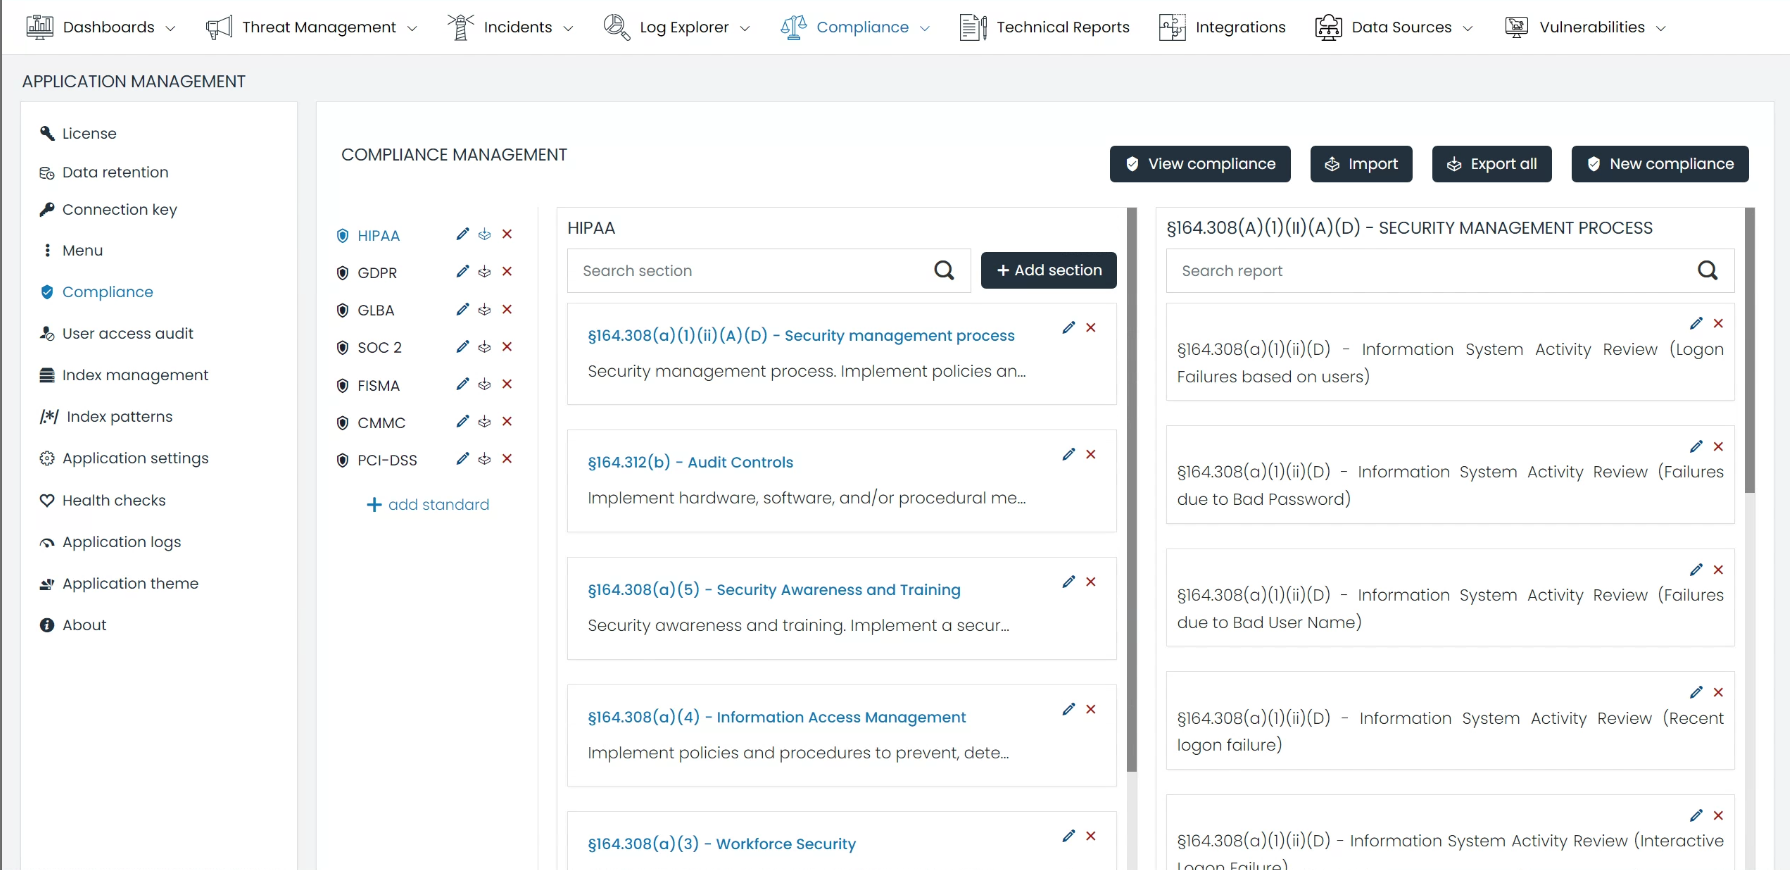 Dashboards
Threat Management
Incidents
Log Explorer
Compliance
Technical Reports
Integrations
Data Sources
Vulnerabilities
APPLICATION MANAGEMENT
License
Data retention
Connection key
Menu
Compliance
User access audit
Index management
/.*/ Index patterns
Application settings
Health checks
Application logs
Application theme
About
COMPLIANCE MANAGEMENT
View compliance
Import
Export all
New compliance
HIPAA
GDPR
GLBA
SOC 2
FISMA
CMMC
PCI-DSS
+ add standard
HIPAA
Search section
+ Add section
§164.308(a)(1)(ii)(A)(D) - Security management process
Security management process. Implement policies an...
§164.312(b) - Audit Controls
Implement hardware, software, and/or procedural me...
§164.308(a)(5) - Security Awareness and Training
Security awareness and training. Implement a secur...
§164.308(a)(4) - Information Access Management
Implement policies and procedures to prevent, dete...
§164.308(a)(3) - Workforce Security
§164.308(A)(1)(II)(A)(D) - SECURITY MANAGEMENT PROCESS
Search report
§164.308(a)(1)(ii)(D) - Information System Activity Review (Logon
Failures based on users)
§164.308(a)(1)(ii)(D) - Information System Activity Review (Failures
due to Bad Password)
§164.308(a)(1)(ii)(D) - Information System Activity Review (Failures
due to Bad User Name)
§164.308(a)(1)(ii)(D) - Information System Activity Review (Recent
logon failure)
§164.308(a)(1)(ii)(D) - Information System Activity Review (Interactive
Logon Failure)